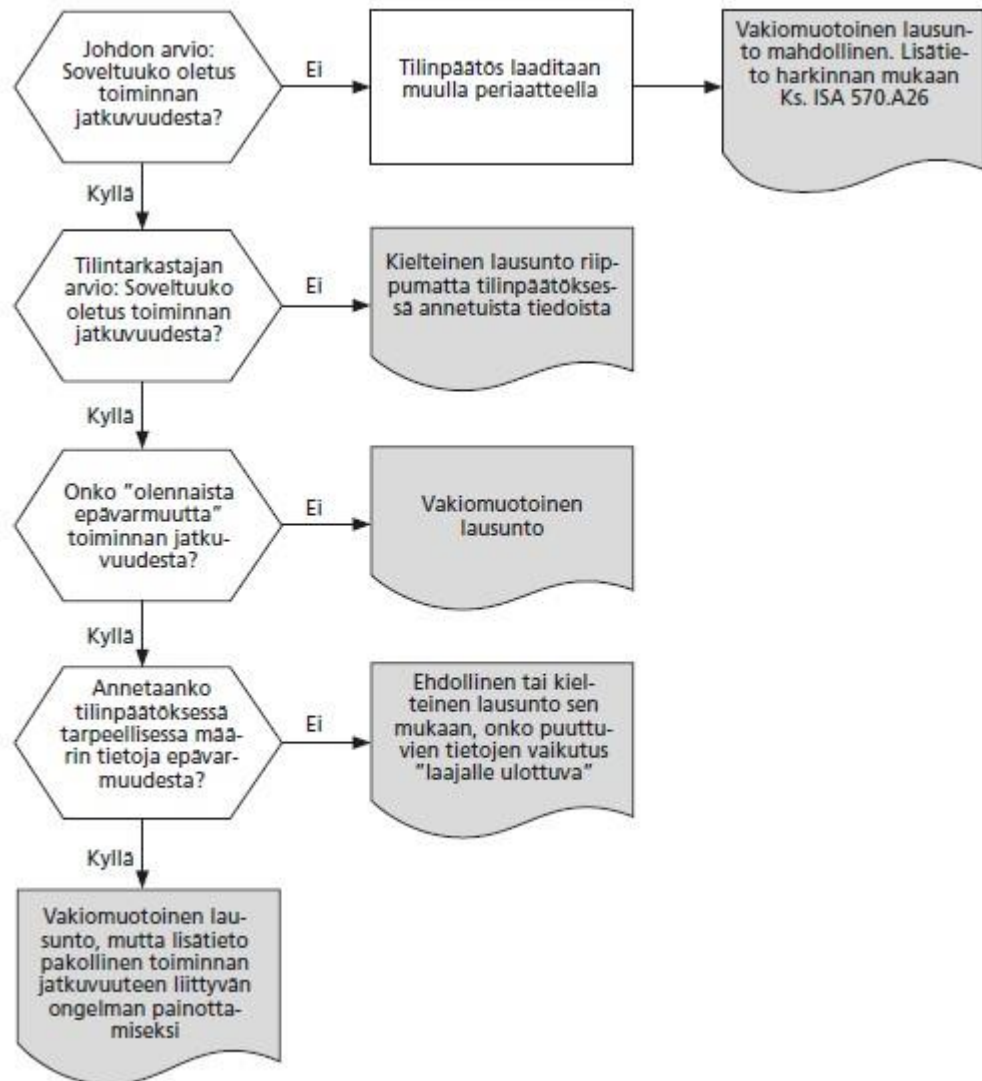 Johdon arvio:
Soveltuuko oletus
toiminnan
jatkuvuudesta?
Ei
Tilinpäätös laaditaan
muulla periaatteella
Vakiomuotoinen lausun-
to mahdollinen. Lisätie-
to harkinnan mukaan
Ks. ISA 570.A26
Kyllä
Tilintarkastajan
arvio: Soveltuuko
oletus toiminnan
jatkuvuudesta?
Ei
Kielteinen lausunto riip-
pumatta tilinpäätökses-
sä annetuista tiedoista
Kyllä
Onko ”olennaista
epävarmuutta”
toiminnan jatku-
vuudesta?
Ei
Vakiomuotoinen
lausunto
Kyllä
Annetaanko
tilinpäätöksessä
tarpeellisessa mää-
rin tietoja epävar-
muudesta?
Ei
Ehdollinen tai kiel-
teinen lausunto sen
mukaan, onko puuttu-
vien tietojen vaikutus
”laajalle ulottuva”
Kyllä
Vakiomuotoinen lau-
sunto, mutta lisätieto
pakollinen toiminnan
jatkuvuuteen liittyvän
ongelman painotta-
miseksi